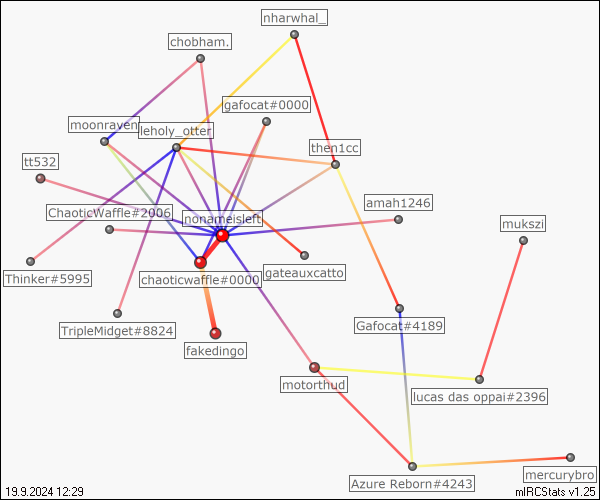 nharwhal_
chobham.
gafocat#0000
moonraven
leholy_otter
then1cc
tt532
amah1246
ChaoticWaffle#2006
nonameisleft
mukszi
Thinker#5995
chaoticwaffle#0000
gateauxcatto
TripleMidget#8824
Gafocat#4189
fakedingo
motorthud
lucas das oppai#2396
Azure Reborn#4243
mercurybro
19.9.2024 12:29
mIRCStats v1.25